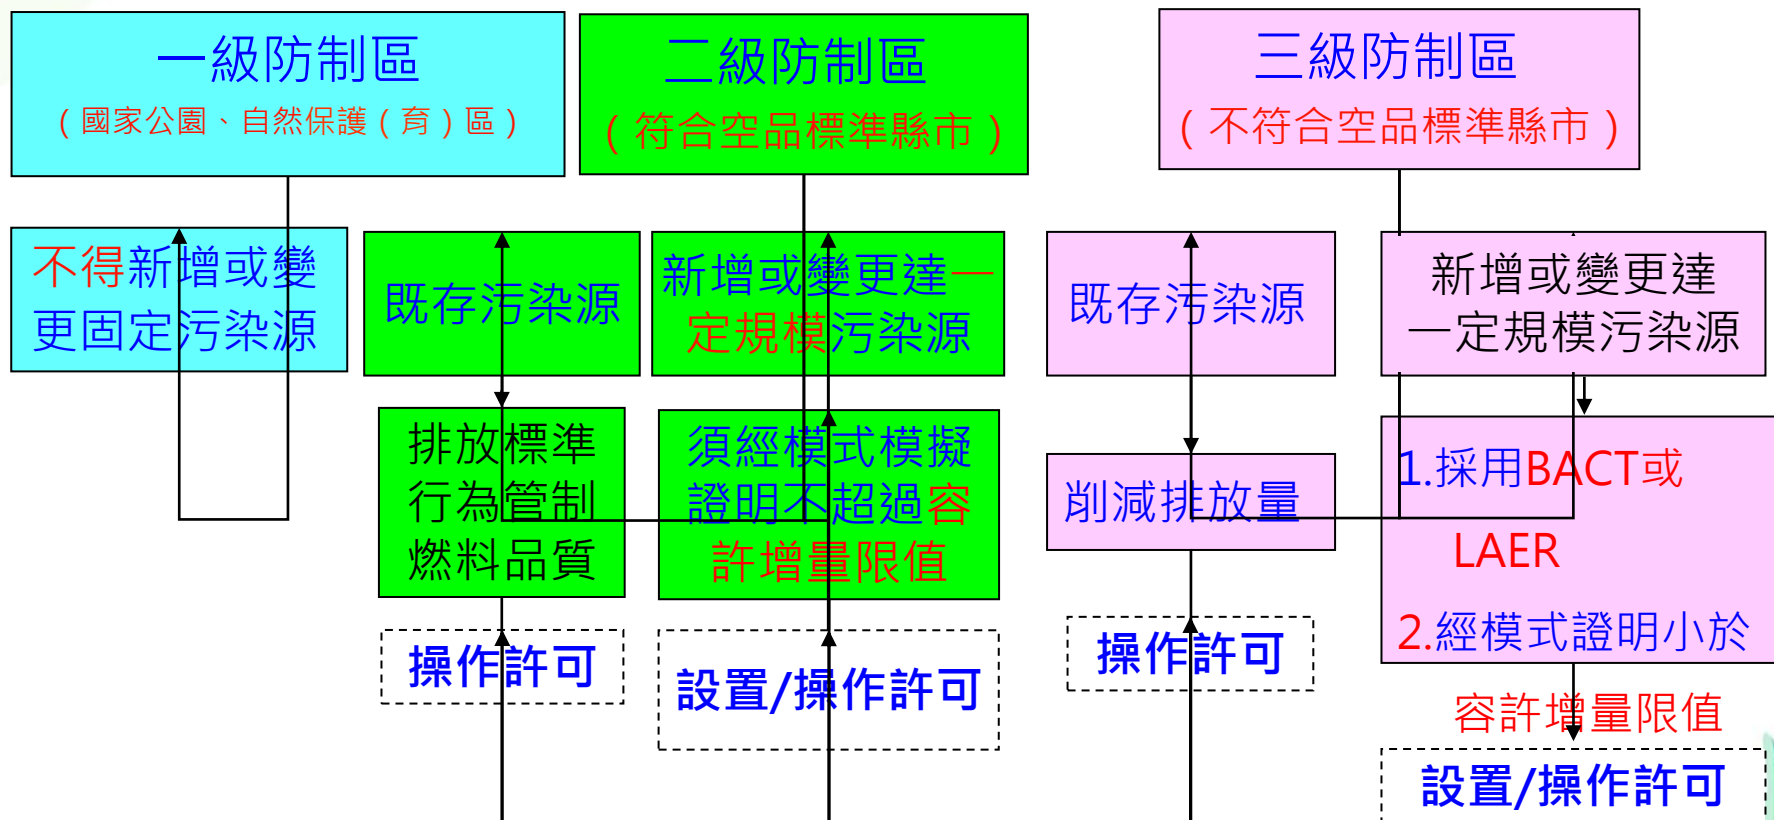 一級防制區
(國家公園、自然保護(育)區)
不得新增或變
更固定污染源
二級防制區
(符合空品標準縣市)
既存污染源
排放標準
行為管制
燃料品質
操作許可
新增或變更達一
定規模污染源
須經模式模擬
證明不超過容
許增量限值
設置/操作許可
三級防制區
(不符合空品標準縣市)
既存污染源
削減排放量
操作許可
新增或變更達
一定規模污染源
1.採用BACT或
LAER
2.經模式證明小於
容許增量限值
設置/操作許可